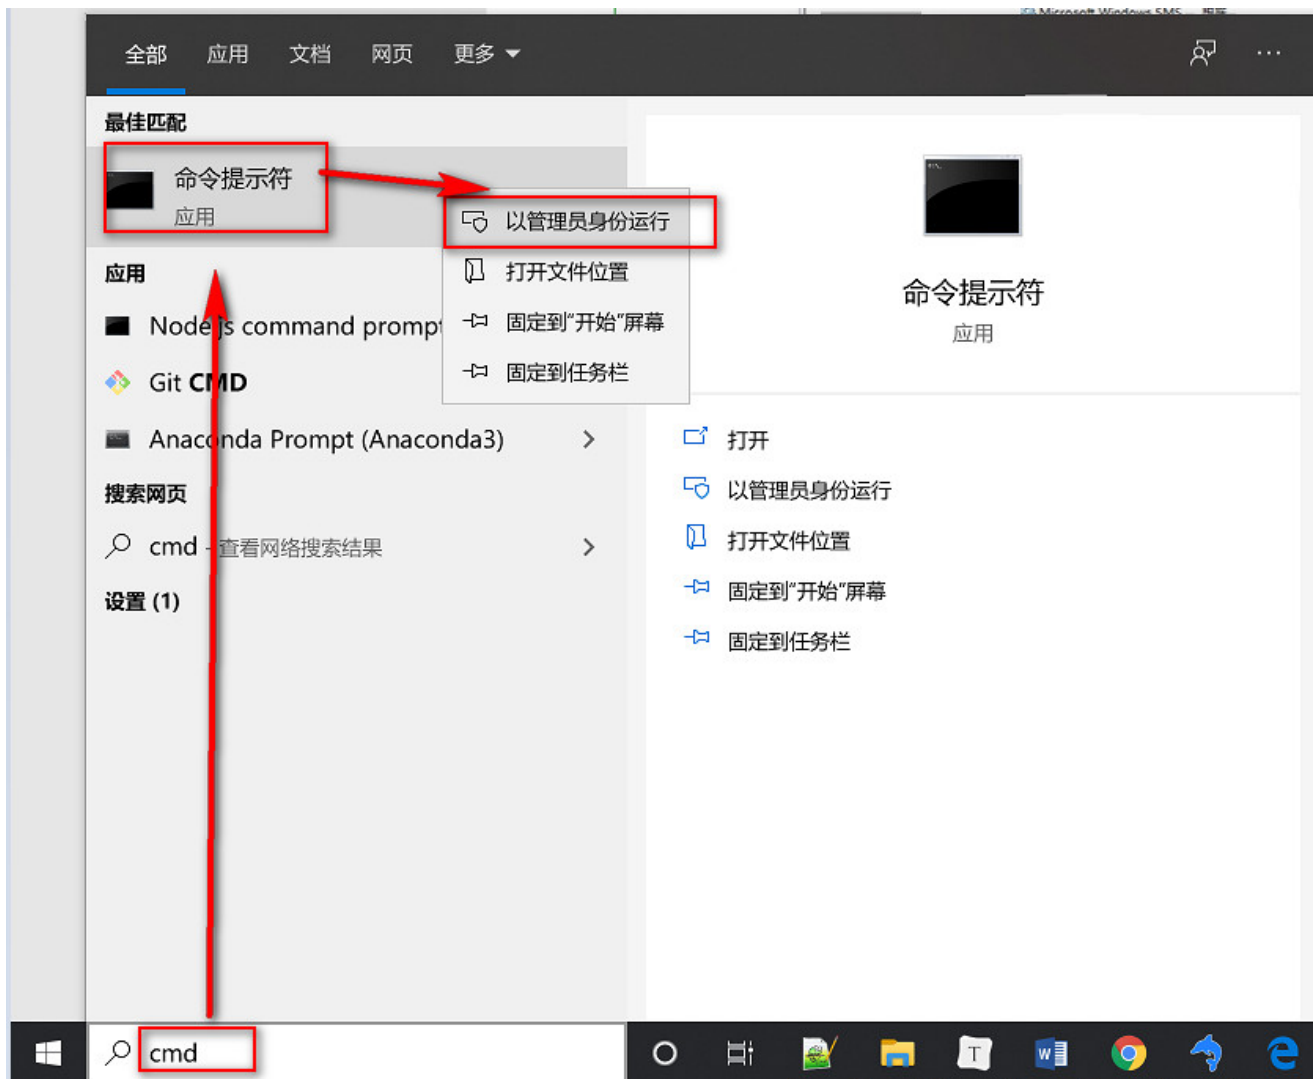 Microsoft Windows SMS ...
全部 应用 文档 网页 更多
最佳匹配
命令提示符
应用
以管理员身份运行
打开文件位置
固定到“开始”屏幕
固定到任务栏
应用
Node.js command prompt
Git CMD
Anaconda Prompt (Anaconda3)
搜索网页
cmd - 查看网络搜索结果
设置 (1)
命令提示符
应用
打开
以管理员身份运行
打开文件位置
固定到“开始”屏幕
固定到任务栏
cmd
T
W